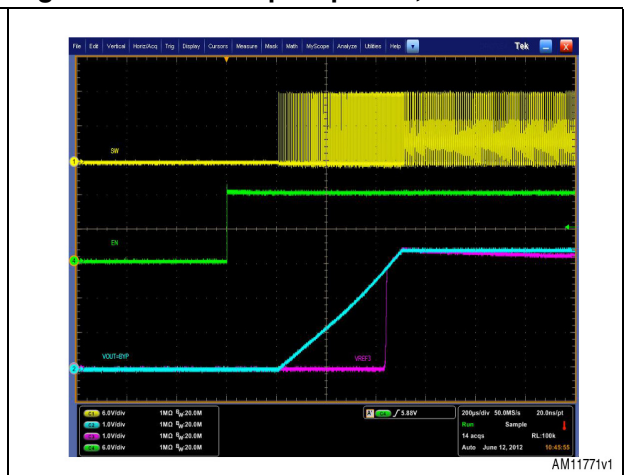 File Edit Vertical Horiz/Acq Trig Display Cursors Measure Mask Math MyScope Analyze Utilities Help Tek X
SW
1
EN
4
VOUT=BYP
VREF3
2
C1 6.0V/div 1MΩ BW:20.0M
1.0V/div 1MΩ BW:20.0M
1.0V/div 1MΩ BW:20.0M
C4 6.0V/div 1MΩ BW:20.0M
A' C4 5.88V
200µs/div 50.0MS/s 20.0ns/pt
Run Sample
14 acqs RL:100k
Auto June 12, 2012 10:45:55
AM11771v1